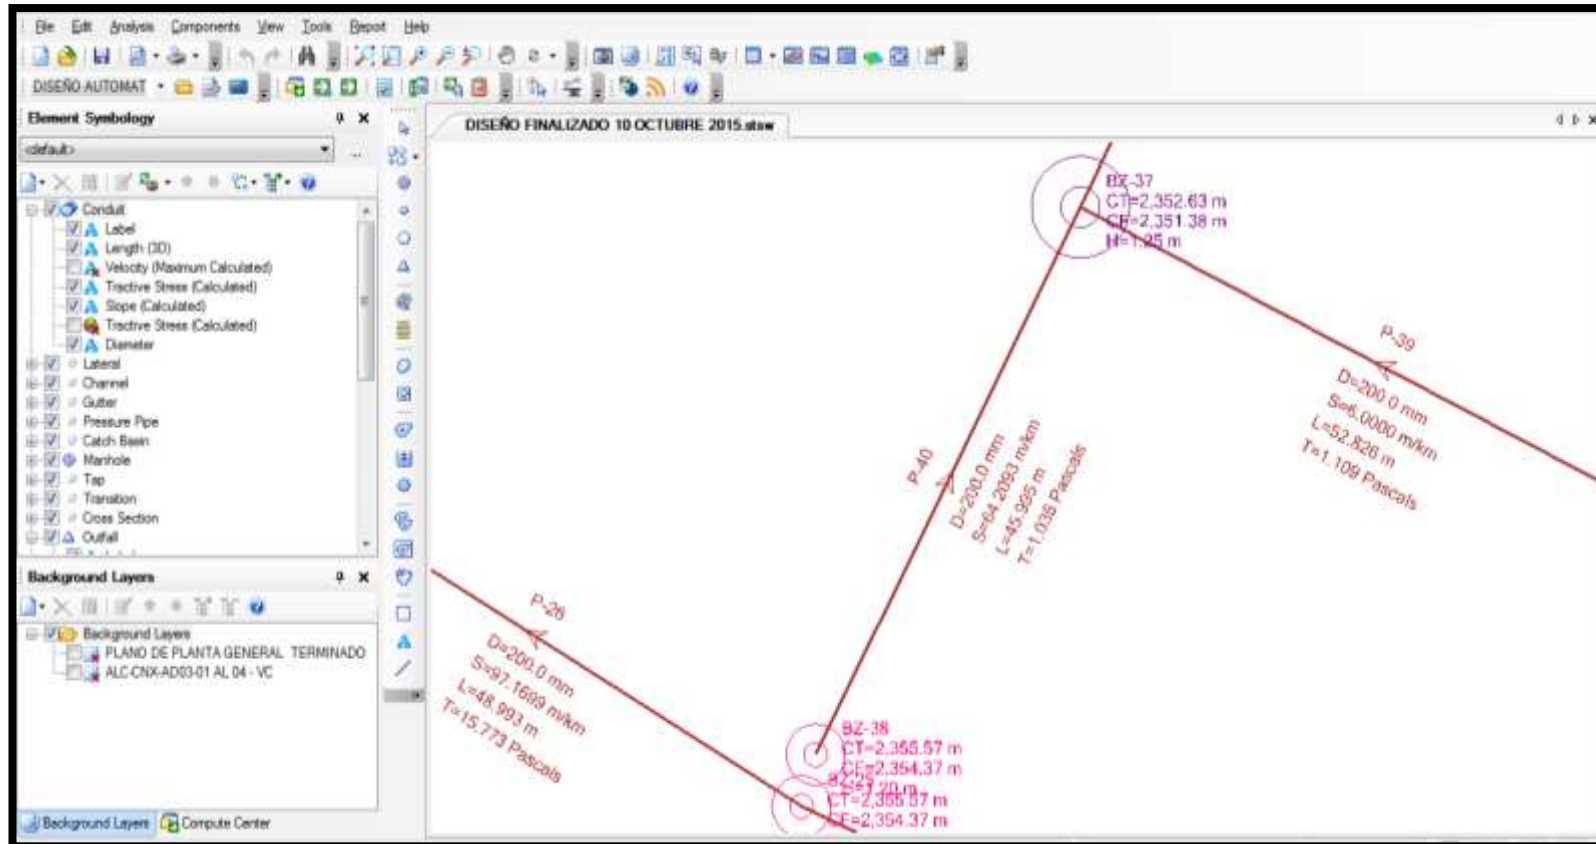 File Edit Analysis Components View Tools Report Help
DISEÑO AUTOMAT
Element Symbology
<default>
Conduit
Label
Length (3D)
Velocity (Maximum Calculated)
Tractive Stress (Calculated)
Slope (Calculated)
Tractive Stress (Calculated)
Diameter
Lateral
Channel
Gutter
Pressure Pipe
Catch Basin
Manhole
Tap
Transition
Cross Section
Outfall
Background Layers
Background Layers
PLANO DE PLANTA GENERAL TERMINADO
ALC-CNX-AD03-01 AL 04 - VC
Background Layers Compute Center
DISEÑO FINALIZADO 10 OCTUBRE 2015.stsw
BZ-37
CT=2,352.63 m
CF=2,351.38 m
H=1.25 m
P-39
D=200.0 mm
S=6.0000 m/km
L=52.826 m
T=1.109 Pascals
P-40
D=200.0 mm
S=64.2093 m/km
L=45.995 m
T=1.036 Pascals
P-26
D=200.0 mm
S=97.1699 m/km
L=48.993 m
T=15.773 Pascals
BZ-38
CT=2,355.57 m
CF=2,354.37 m
CT=2,355.57 m
CF=2,354.37 m